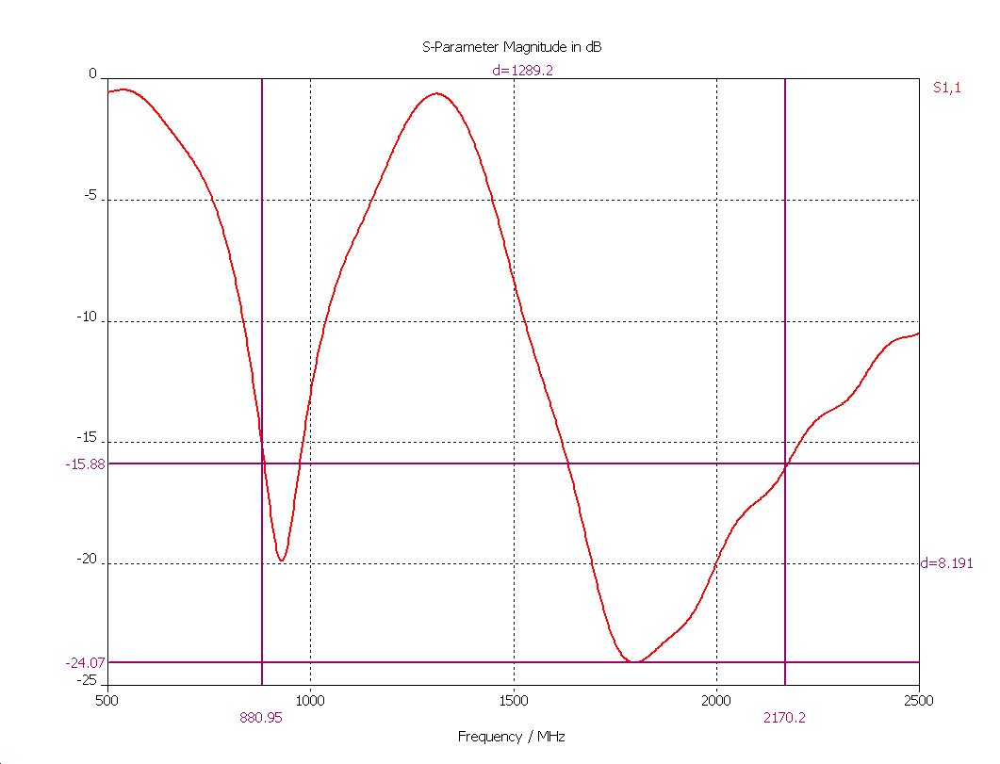 S-Parameter Magnitude in dB
d=1289.2
S1,1
0
-5
-10
-15
-15.88
-20
d=8.191
-24.07
-25
500 1000 1500 2000 2500
880.95 2170.2
Frequency / MHz